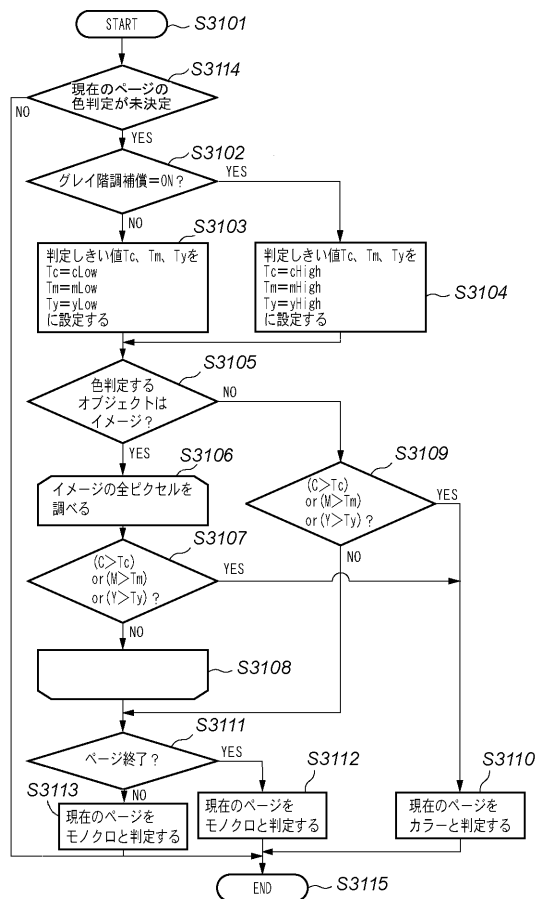 START
S3101
S3114
現在のページの
色判定が未決定
NO
YES
S3102
グレイ階調補償=ON?
YES
NO
S3103
判定しきい値Tc、Tm、Tyを
Tc=cLow
Tm=mLow
Ty=yLow
に設定する
判定しきい値Tc、Tm、Tyを
Tc=cHigh
Tm=mHigh
Ty=yHigh
に設定する
S3104
S3105
色判定する
オブジェクトは
イメージ?
NO
YES
S3106
イメージの全ピクセルを
調べる
S3109
(C>Tc)
or(M>Tm)
or(Y>Ty)?
YES
NO
S3107
(C>Tc)
or(M>Tm)
or(Y>Ty)?
YES
NO
S3108
S3111
ページ終了?
YES
NO
S3113
現在のページを
モノクロと判定する
S3112
現在のページを
モノクロと判定する
S3110
現在のページを
カラーと判定する
END
S3115